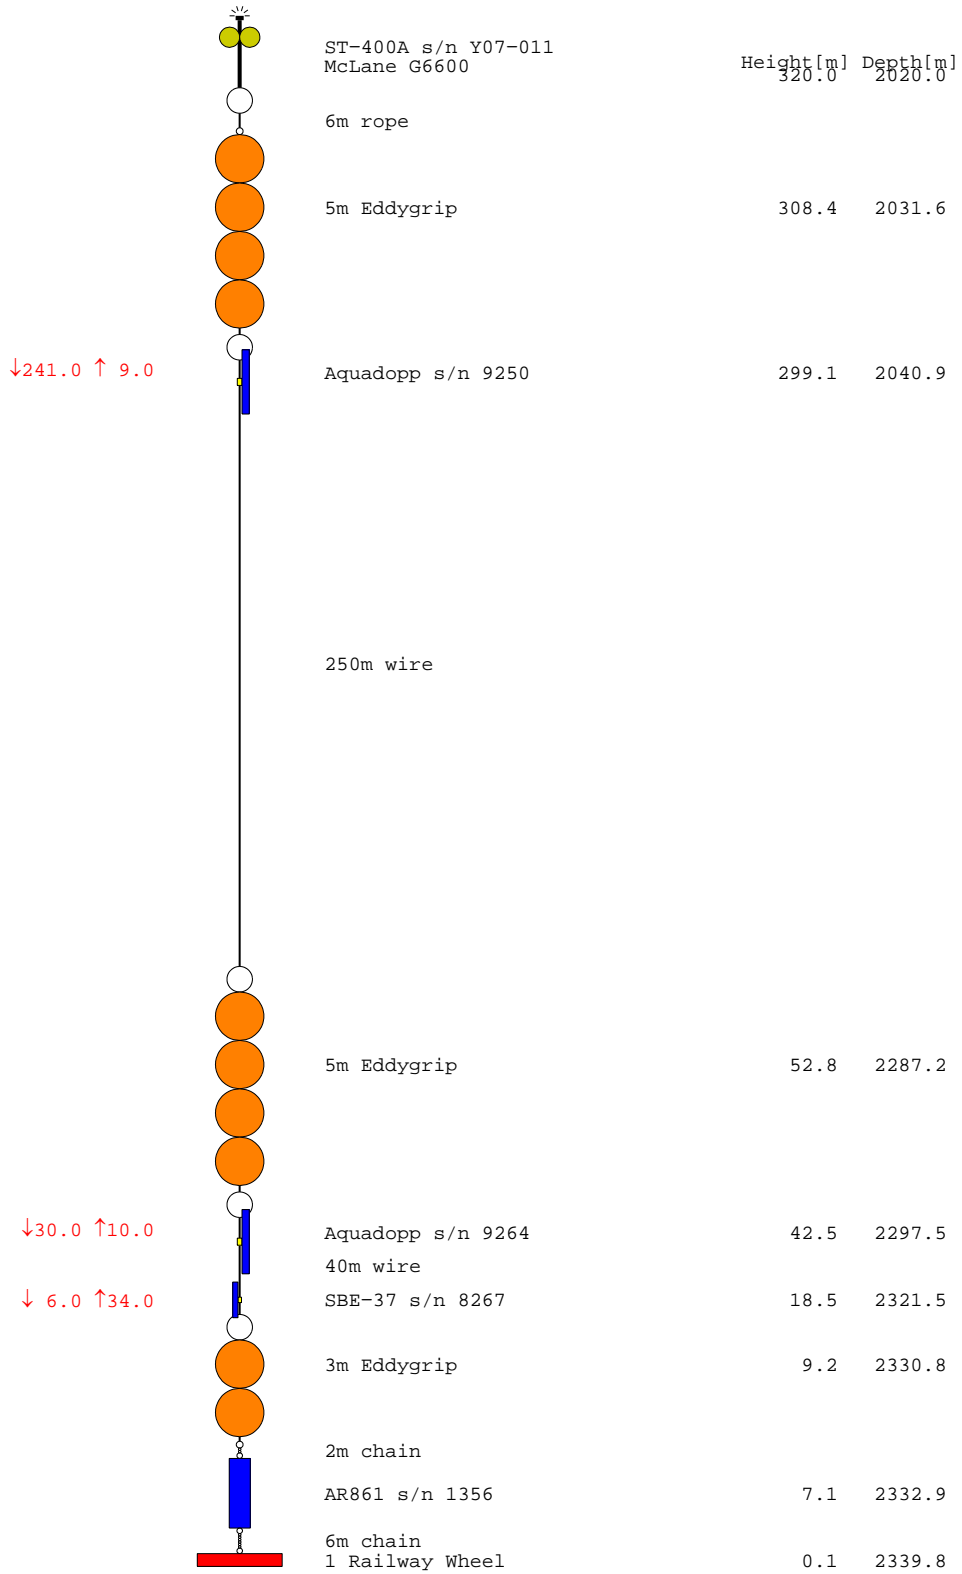 ST-400A s/n Y07-011
McLane G6600 Height[m] Depth[m]
320.0 2020.0
6m rope
5m Eddygrip 308.4 2031.6
↓241.0 ↑ 9.0 Aquadopp s/n 9250 299.1 2040.9
250m wire
5m Eddygrip 52.8 2287.2
↓30.0 ↑10.0 Aquadopp s/n 9264 42.5 2297.5
40m wire
↓ 6.0 ↑34.0 SBE-37 s/n 8267 18.5 2321.5
3m Eddygrip 9.2 2330.8
2m chain
AR861 s/n 1356 7.1 2332.9
6m chain
1 Railway Wheel 0.1 2339.8